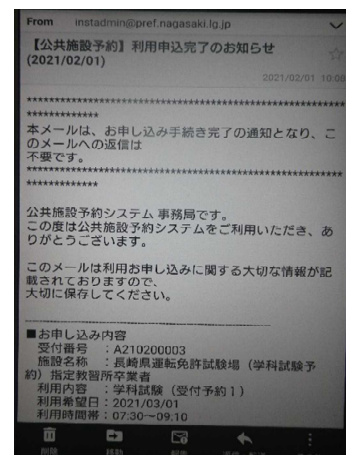 From instadmin@pref.nagasaki.lg.jp
【公共施設予約】利用申込完了のお知らせ
(2021/02/01)
2021/02/01 10:06
**************************************************
*************
本メールは、お申し込み手続き完了の通知となり、こ
のメールへの返信は
不要です。
**************************************************
*************
公共施設予約システム 事務局です。
この度は公共施設予約システムをご利用いただき、あ
りがとうございます。
このメールは利用お申し込みに関する大切な情報が記
載されておりますので、
大切に保存してください。
■お申し込み内容
受付番号 : A210200003
施設名称 : 長崎県運転免許試験場（学科試験予
約）指定教習所卒業者
利用内容 : 学科試験（受付予約１）
利用希望日 : 2021/03/01
利用時間帯 : 07:30～09:10
削除 移動